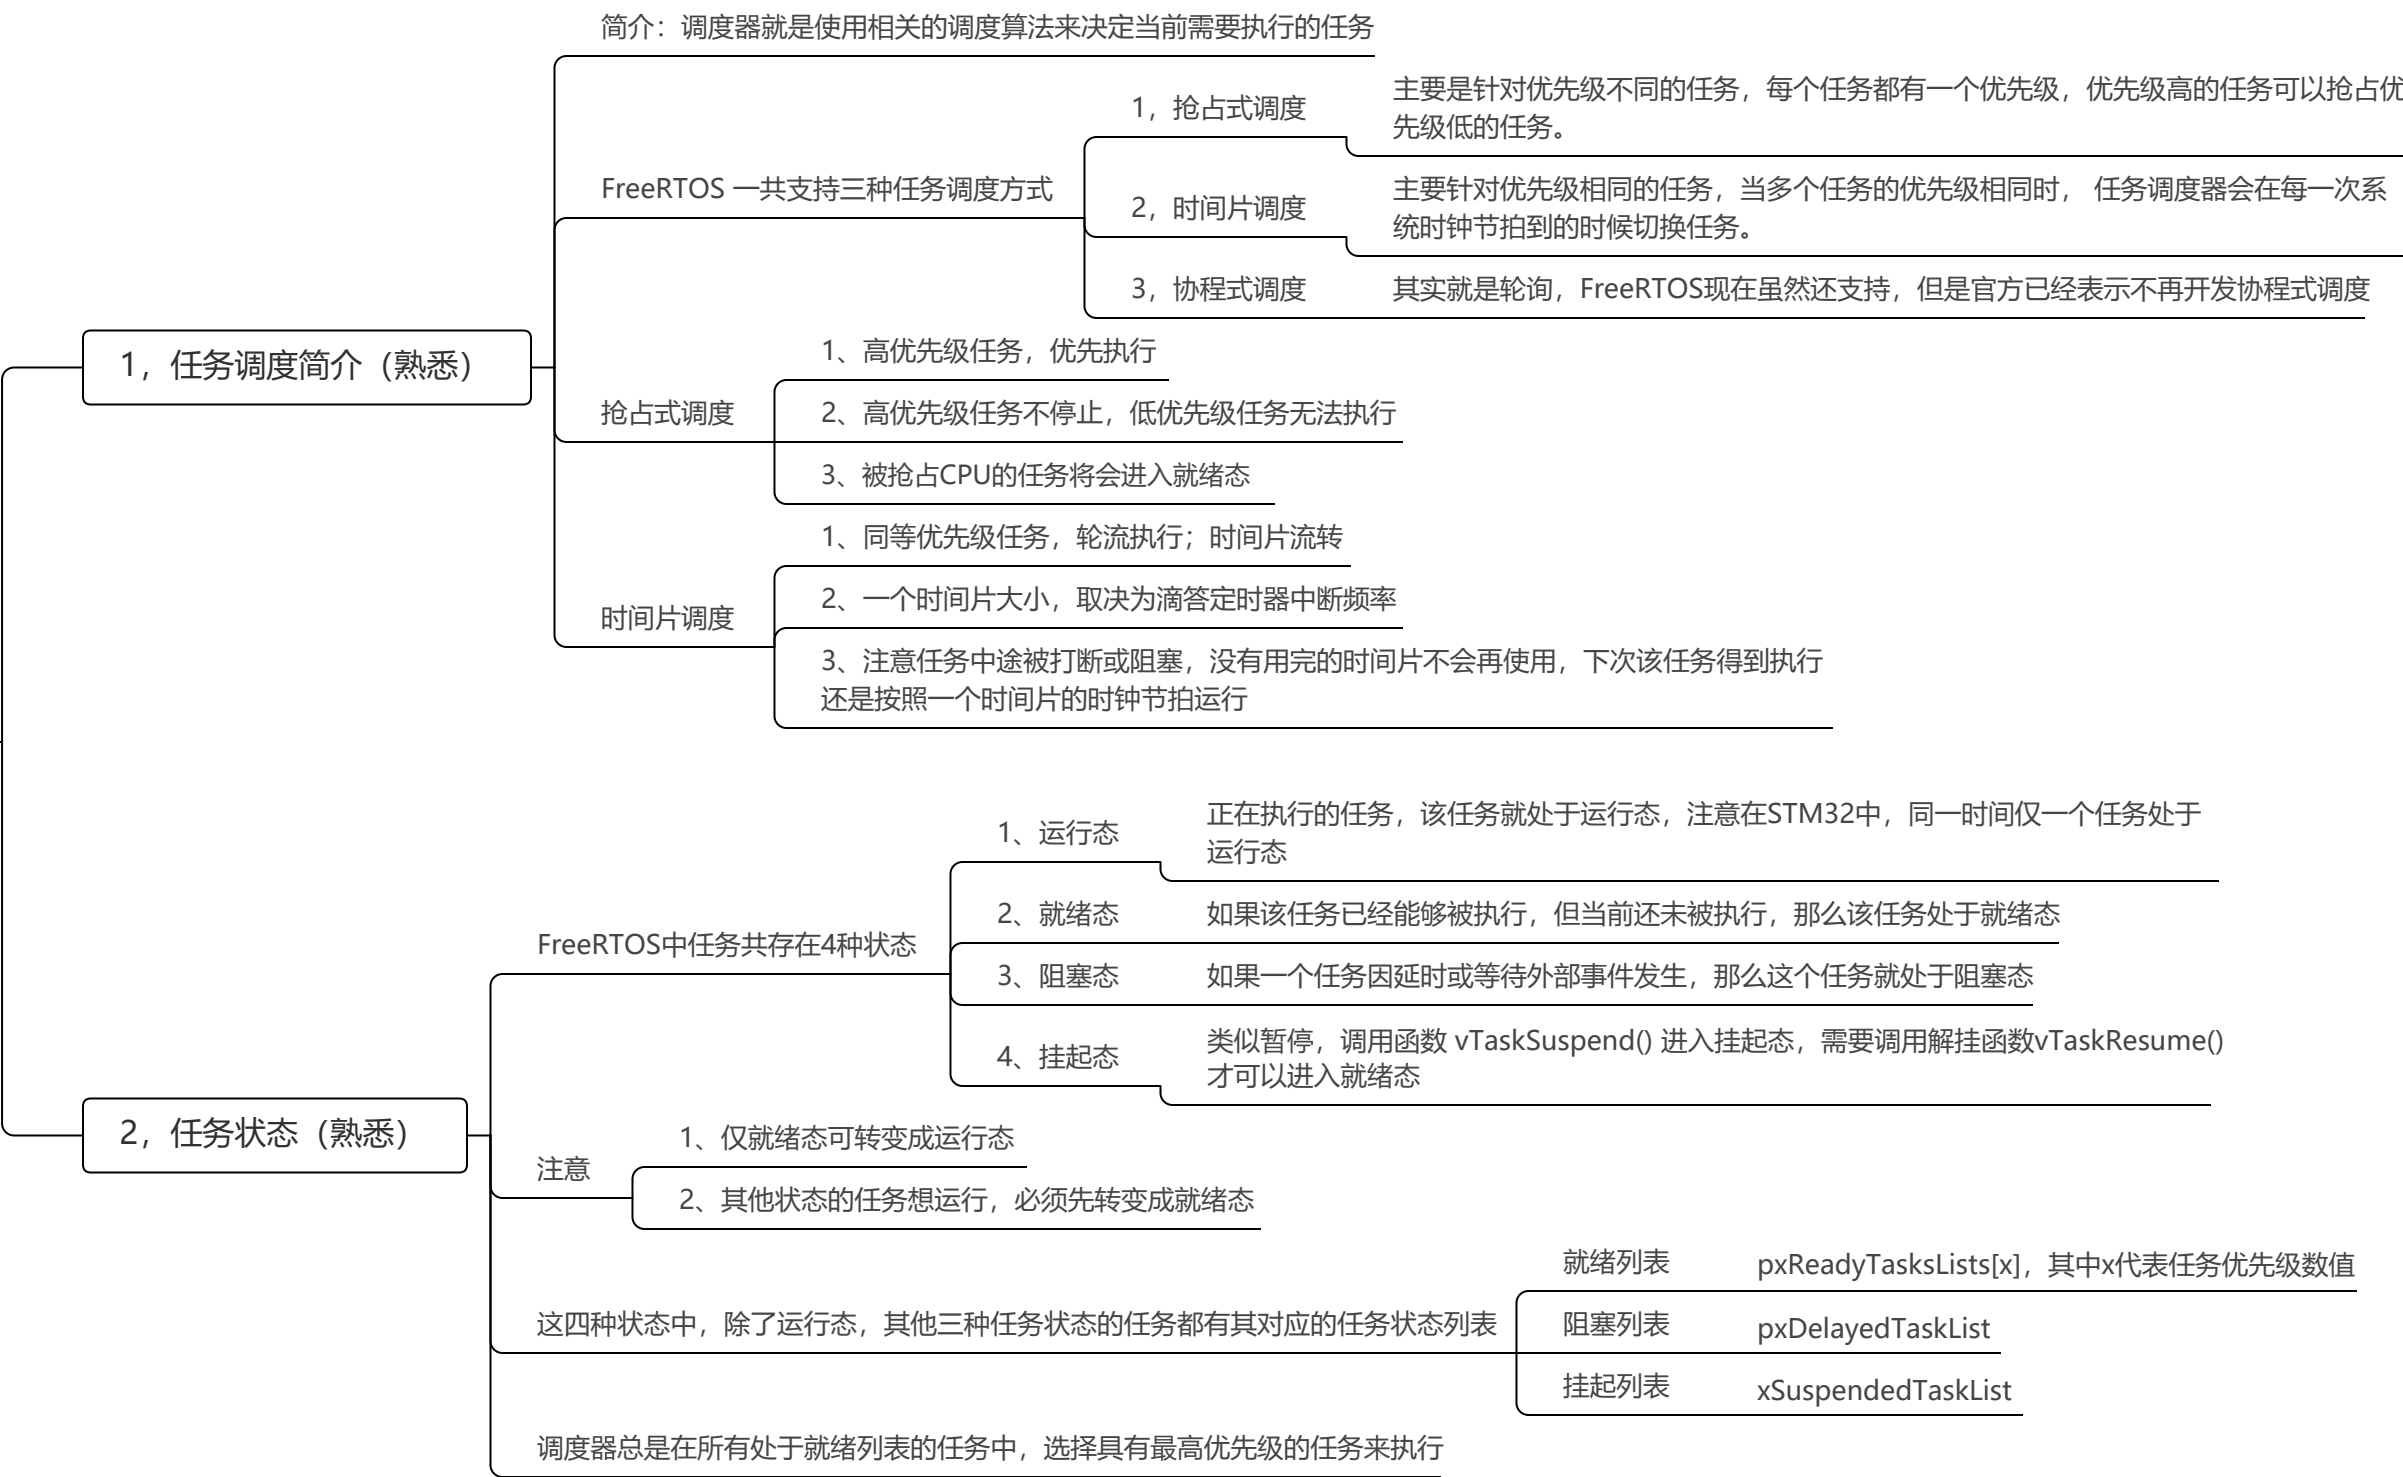 简介：调度器就是使用相关的调度算法来决定当前需要执行的任务
1，抢占式调度
主要是针对优先级不同的任务，每个任务都有一个优先级，优先级高的任务可以抢占优
先级低的任务。
FreeRTOS 一共支持三种任务调度方式
2，时间片调度
主要针对优先级相同的任务，当多个任务的优先级相同时， 任务调度器会在每一次系
统时钟节拍到的时候切换任务。
3，协程式调度
其实就是轮询，FreeRTOS现在虽然还支持，但是官方已经表示不再开发协程式调度
1，任务调度简介（熟悉）
抢占式调度
1、高优先级任务，优先执行
2、高优先级任务不停止，低优先级任务无法执行
3、被抢占CPU的任务将会进入就绪态
时间片调度
1、同等优先级任务，轮流执行；时间片流转
2、一个时间片大小，取决为滴答定时器中断频率
3、注意任务中途被打断或阻塞，没有用完的时间片不会再使用，下次该任务得到执行
还是按照一个时间片的时钟节拍运行
2，任务状态（熟悉）
FreeRTOS中任务共存在4种状态
1、运行态
正在执行的任务，该任务就处于运行态，注意在STM32中，同一时间仅一个任务处于
运行态
2、就绪态
如果该任务已经能够被执行，但当前还未被执行，那么该任务处于就绪态
3、阻塞态
如果一个任务因延时或等待外部事件发生，那么这个任务就处于阻塞态
4、挂起态
类似暂停，调用函数 vTaskSuspend() 进入挂起态，需要调用解挂函数vTaskResume()
才可以进入就绪态
注意
1、仅就绪态可转变成运行态
2、其他状态的任务想运行，必须先转变成就绪态
这四种状态中，除了运行态，其他三种任务状态的任务都有其对应的任务状态列表
就绪列表
pxReadyTasksLists[x]，其中x代表任务优先级数值
阻塞列表
pxDelayedTaskList
挂起列表
xSuspendedTaskList
调度器总是在所有处于就绪列表的任务中，选择具有最高优先级的任务来执行